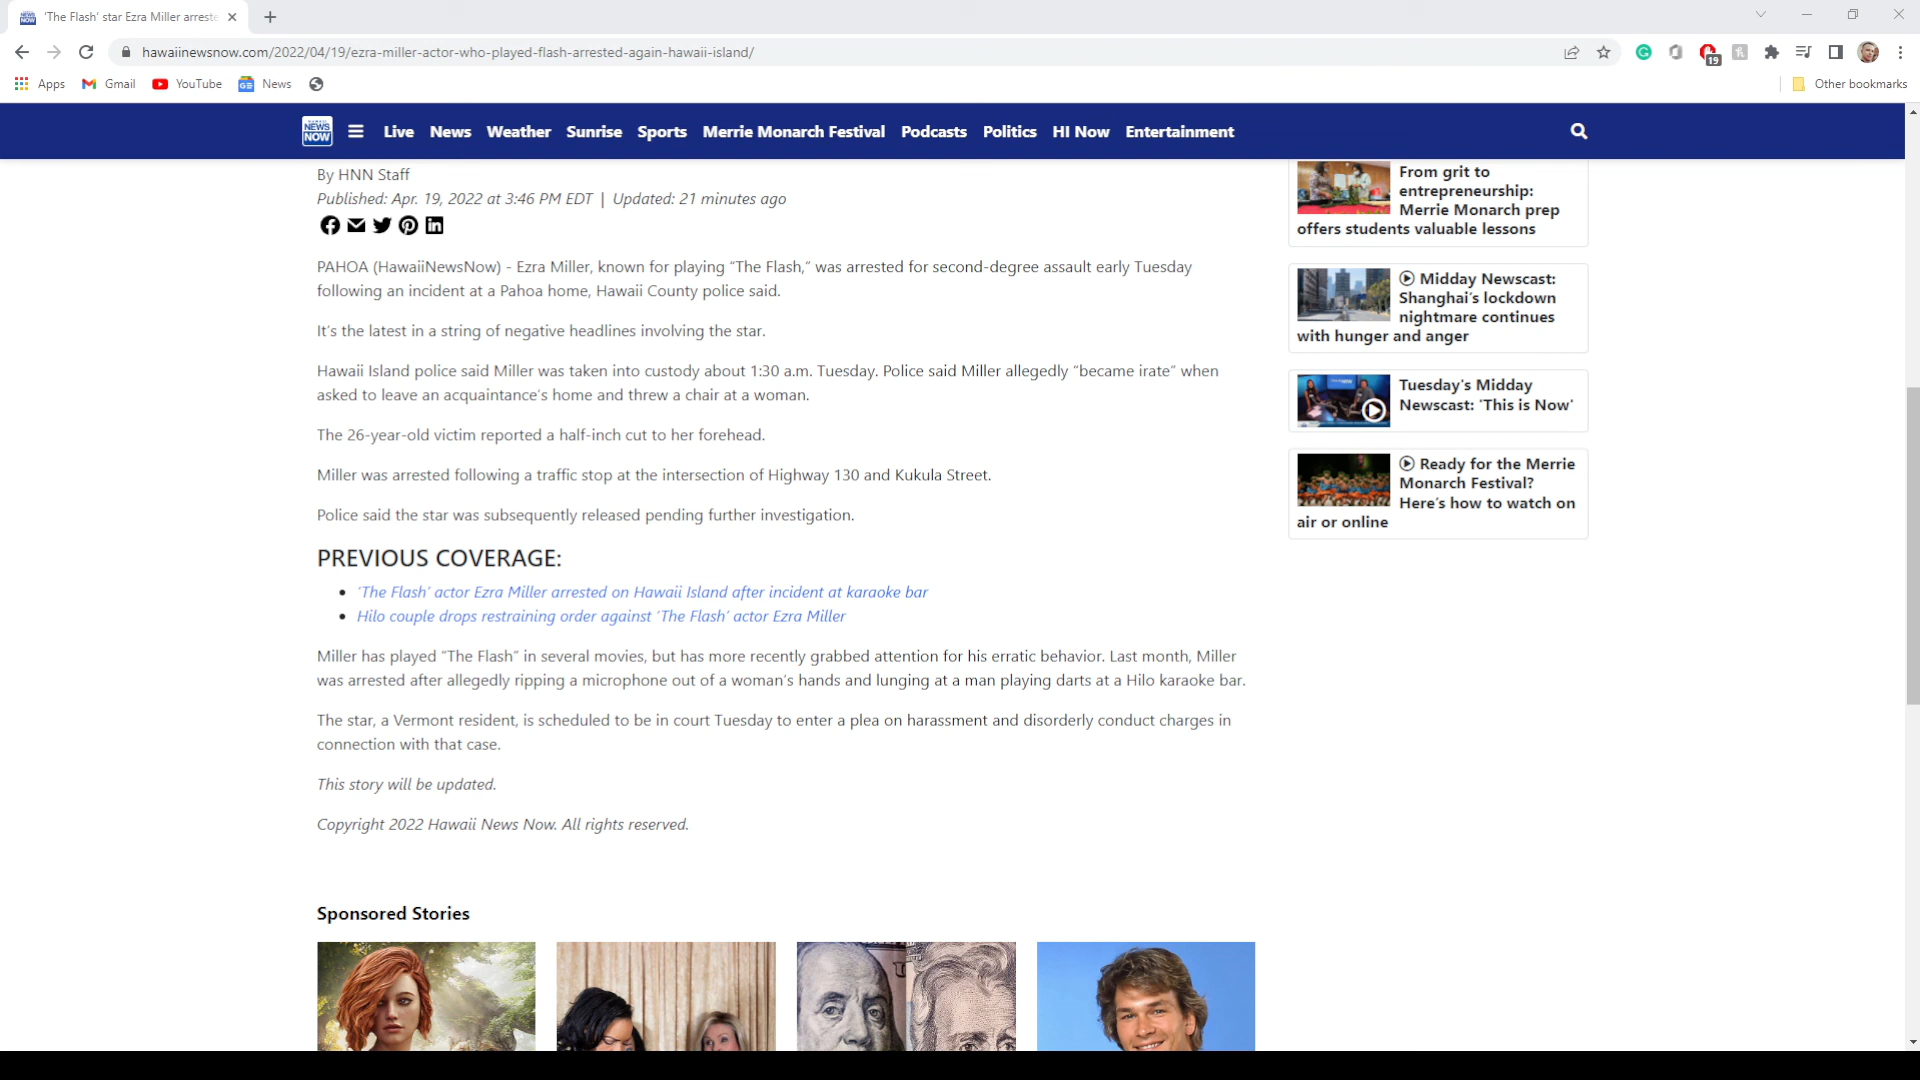 'The Flash' star Ezra Miller arreste
hawaiinewsnow.com/2022/04/19/ezra-miller-actor-who-played-flash-arrested-again-hawaii-island/
19
Apps
Gmail
YouTube
News
Other bookmarks
NEWS
NOW
Live
News
Weather
Sunrise
Sports
Merrie Monarch Festival
Podcasts
Politics
HI Now
Entertainment
By HNN Staff
Published: Apr. 19, 2022 at 3:46 PM EDT | Updated: 21 minutes ago
PAHOA (HawaiiNewsNow) - Ezra Miller, known for playing “The Flash,” was arrested for second-degree assault early Tuesday
following an incident at a Pahoa home, Hawaii County police said.
It’s the latest in a string of negative headlines involving the star.
Hawaii Island police said Miller was taken into custody about 1:30 a.m. Tuesday. Police said Miller allegedly “became irate” when
asked to leave an acquaintance’s home and threw a chair at a woman.
The 26-year-old victim reported a half-inch cut to her forehead.
Miller was arrested following a traffic stop at the intersection of Highway 130 and Kukula Street.
Police said the star was subsequently released pending further investigation.
PREVIOUS COVERAGE:
• ‘The Flash’ actor Ezra Miller arrested on Hawaii Island after incident at karaoke bar
• Hilo couple drops restraining order against ‘The Flash’ actor Ezra Miller
Miller has played “The Flash” in several movies, but has more recently grabbed attention for his erratic behavior. Last month, Miller
was arrested after allegedly ripping a microphone out of a woman’s hands and lunging at a man playing darts at a Hilo karaoke bar.
The star, a Vermont resident, is scheduled to be in court Tuesday to enter a plea on harassment and disorderly conduct charges in
connection with that case.
This story will be updated.
Copyright 2022 Hawaii News Now. All rights reserved.
Sponsored Stories
From grit to
entrepreneurship:
Merrie Monarch prep
offers students valuable lessons
Midday Newscast:
Shanghai’s lockdown
nightmare continues
with hunger and anger
Tuesday's Midday
Newscast: 'This is Now'
Ready for the Merrie
Monarch Festival?
Here’s how to watch on
air or online